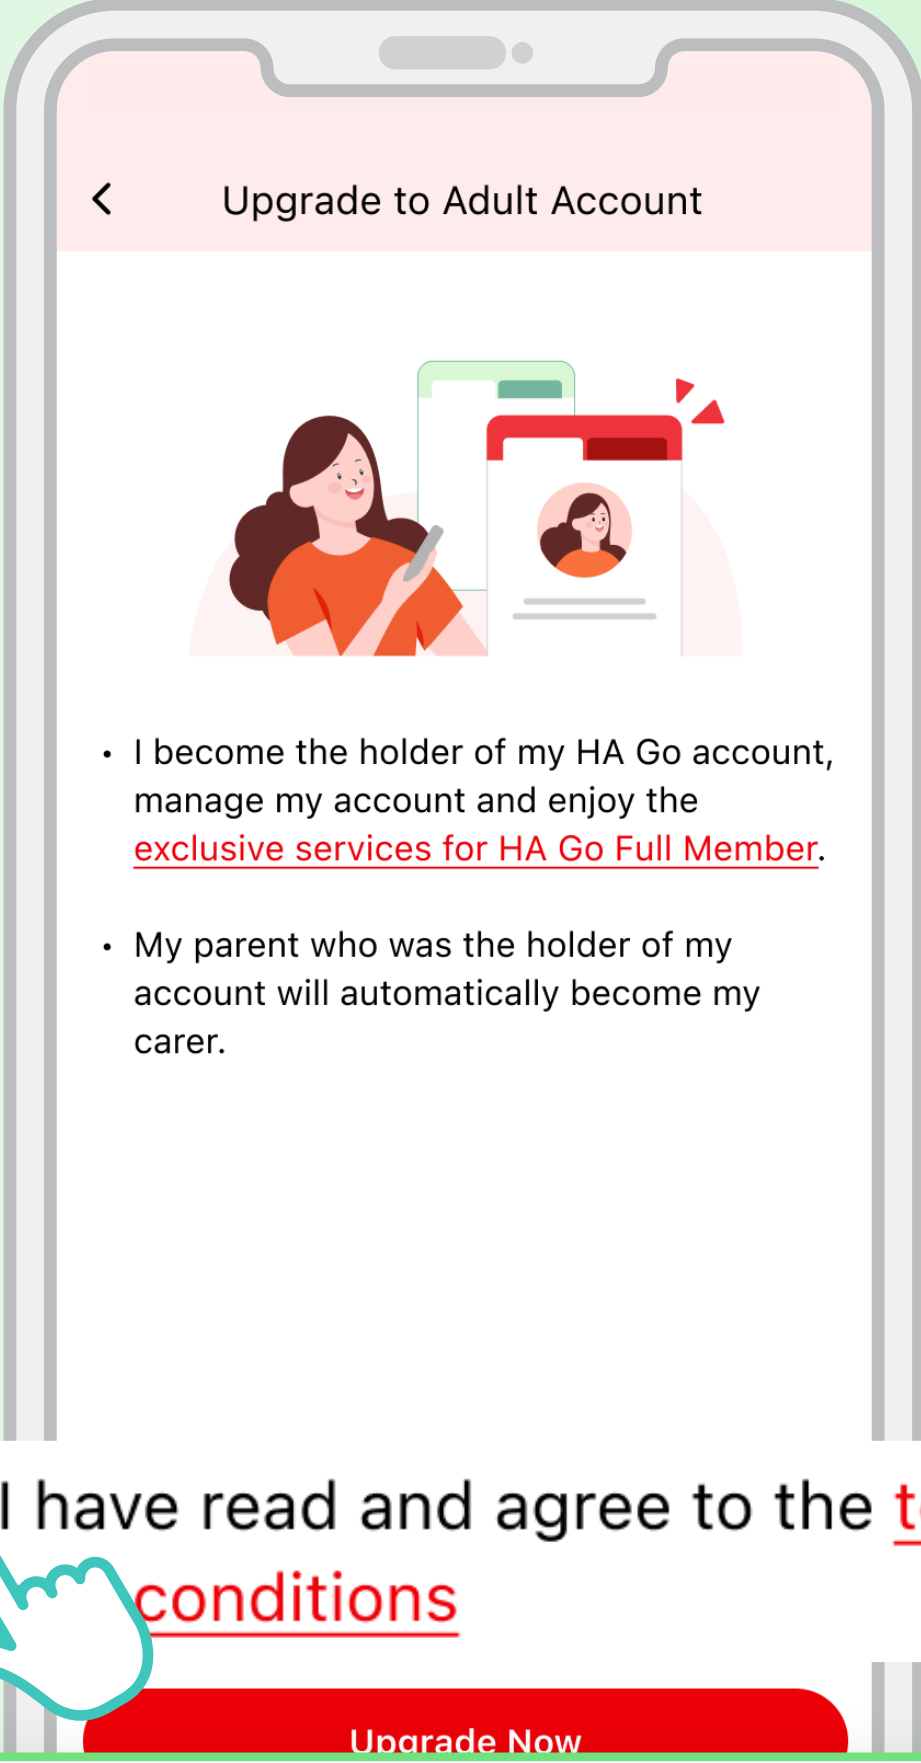 Upgrade to Adult Account
• I become the holder of my HA Go account,
manage my account and enjoy the
exclusive services for HA Go Full Member.
• My parent who was the holder of my
account will automatically become my
carer.
I have read and agree to the
conditions
Upgrade Now